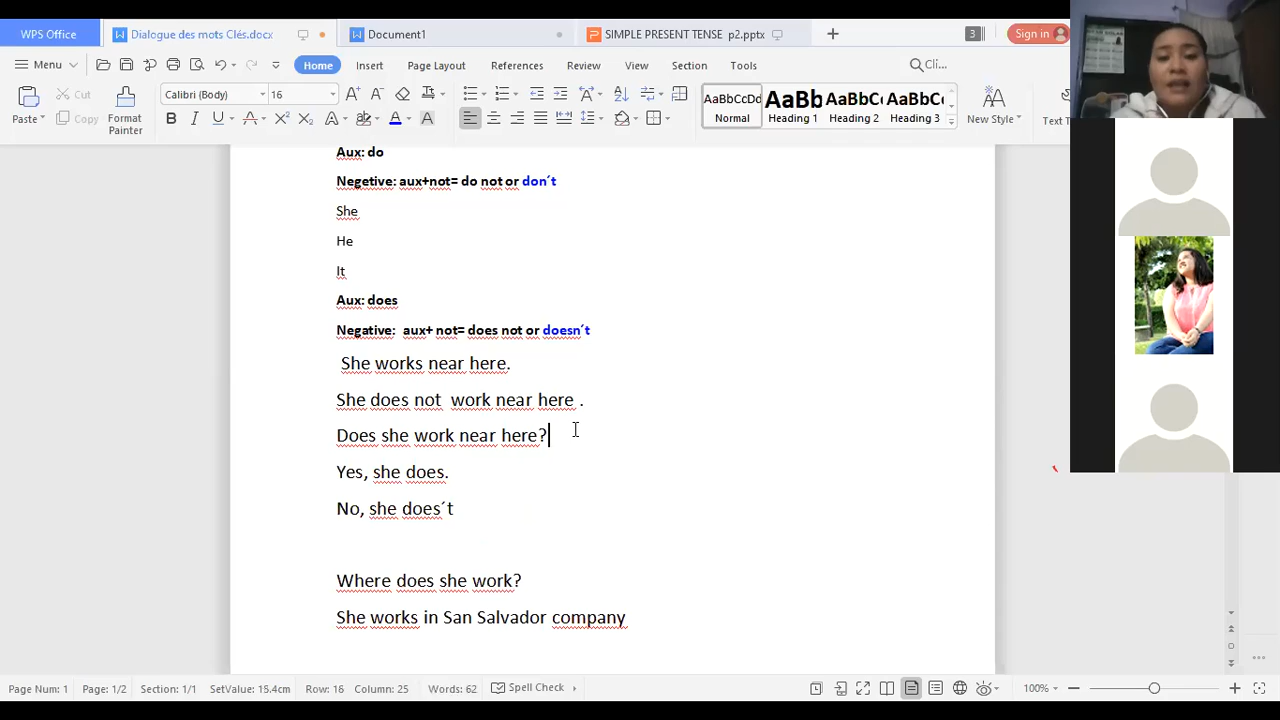 WPS Office
Dialogue des mots Clés.docx
Document1
SIMPLE PRESENT TENSE p2.pptx
3
Sign in
Menu
Home
Insert
Page Layout
References
Review
View
Section
Tools
Cli...
Paste
Cut
Copy
Format
Painter
Calibri (Body)
16
AaBbCcDd
Normal
AaBb
Heading 1
AaBbCc
Heading 2
AaBbCc
Heading 3
New Style
Text T
Aux: do
Negetive: aux+not= do not or don´t
She
He
It
Aux: does
Negative: aux+ not= does not or doesn´t
She works near here.
She does not work near here .
Does she work near here?
Yes, she does.
No, she does´t
Where does she work?
She works in San Salvador company
Page Num: 1
Page: 1/2
Section: 1/1
SetValue: 15.4cm
Row: 16
Column: 25
Words: 62
Spell Check
100%